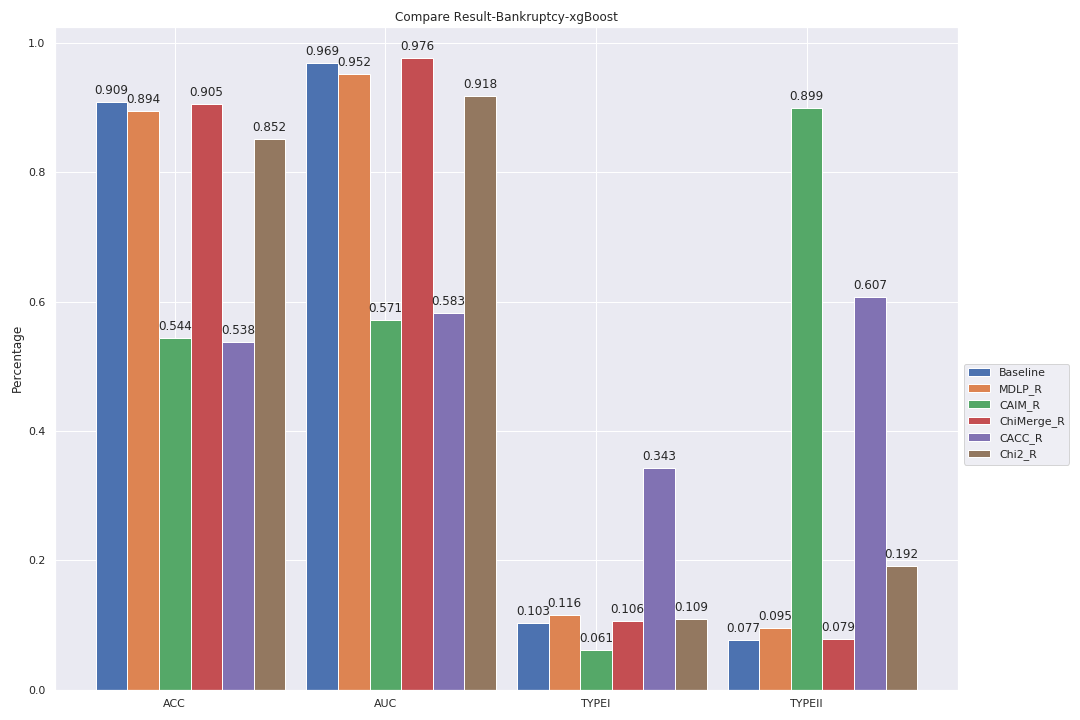 Compare Result-Bankruptcy-xgBoost
Percentage
1.0
0.8
0.6
0.4
0.2
0.0
0.909
0.894
0.544
0.905
0.538
0.852
0.969
0.952
0.571
0.976
0.583
0.918
0.103
0.116
0.061
0.106
0.343
0.109
0.077
0.095
0.899
0.079
0.607
0.192
ACC
AUC
TYPEI
TYPEII
Baseline
MDLP_R
CAIM_R
ChiMerge_R
CACC_R
Chi2_R